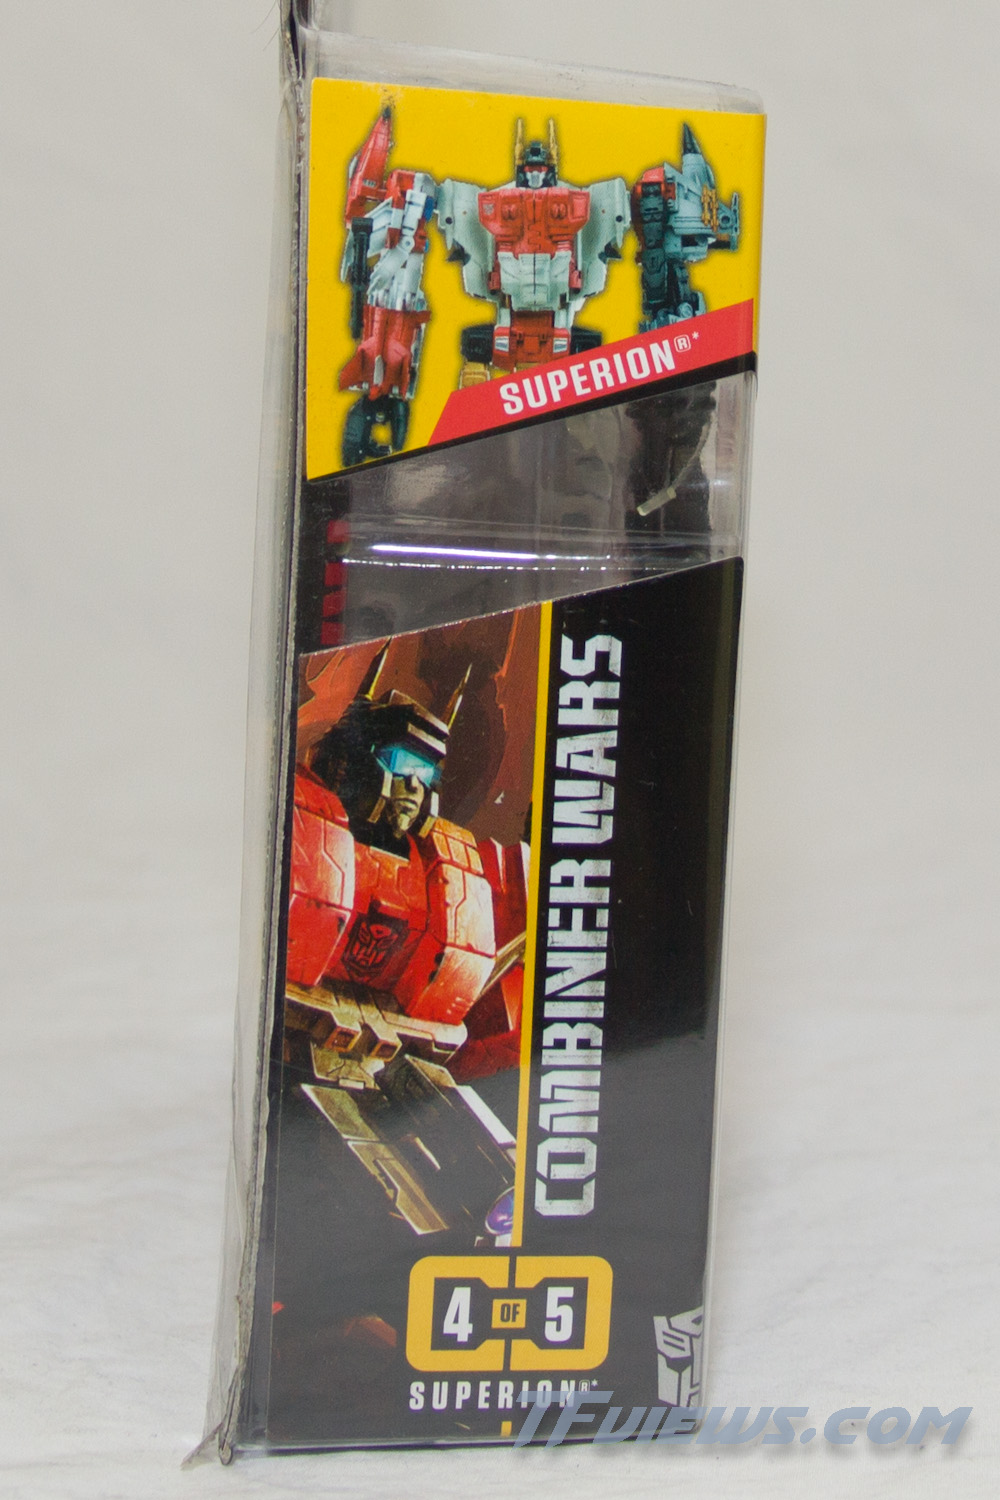 SUPERION®*
COMBINER WARS
4 OF 5
SUPERION®*
TFviews.com